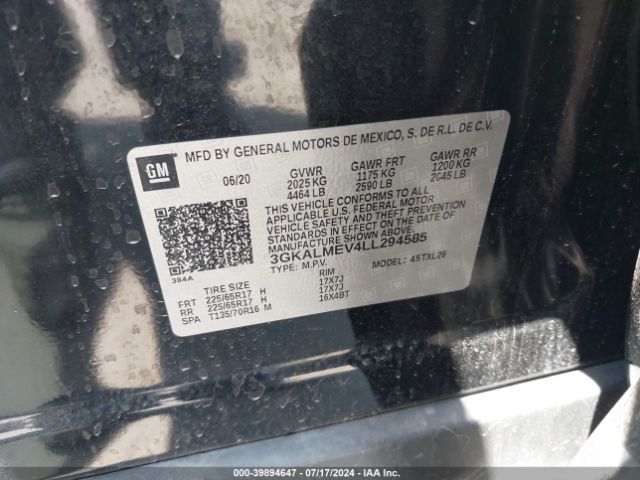 MFD BY GENERAL MOTORS DE MEXICO, S. DE R.L. DE C.V.
GM
06/20 GVWR GAWR FRT GAWR RR
2025 KG 1175 KG 1200 KG
4464 LB 2590 LB 2645 LB
THIS VEHICLE CONFORMS TO ALL
APPLICABLE U.S. FEDERAL MOTOR
VEHICLE SAFETY AND THEFT PREVENTION
STANDARDS IN EFFECT ON THE DATE OF
MANUFACTURE SHOWN ABOVE.
3GKALMEV4LL294585
384A
TYPE: M.P.V. MODEL: 4STXL26
TIRE SIZE RIM
FRT 225/65R17 H 17X7J
RR 225/65R17 H 17X7J
SPA T135/70R16 M 16X4BT
000-39894647 - 07/17/2024 - IAA Inc.